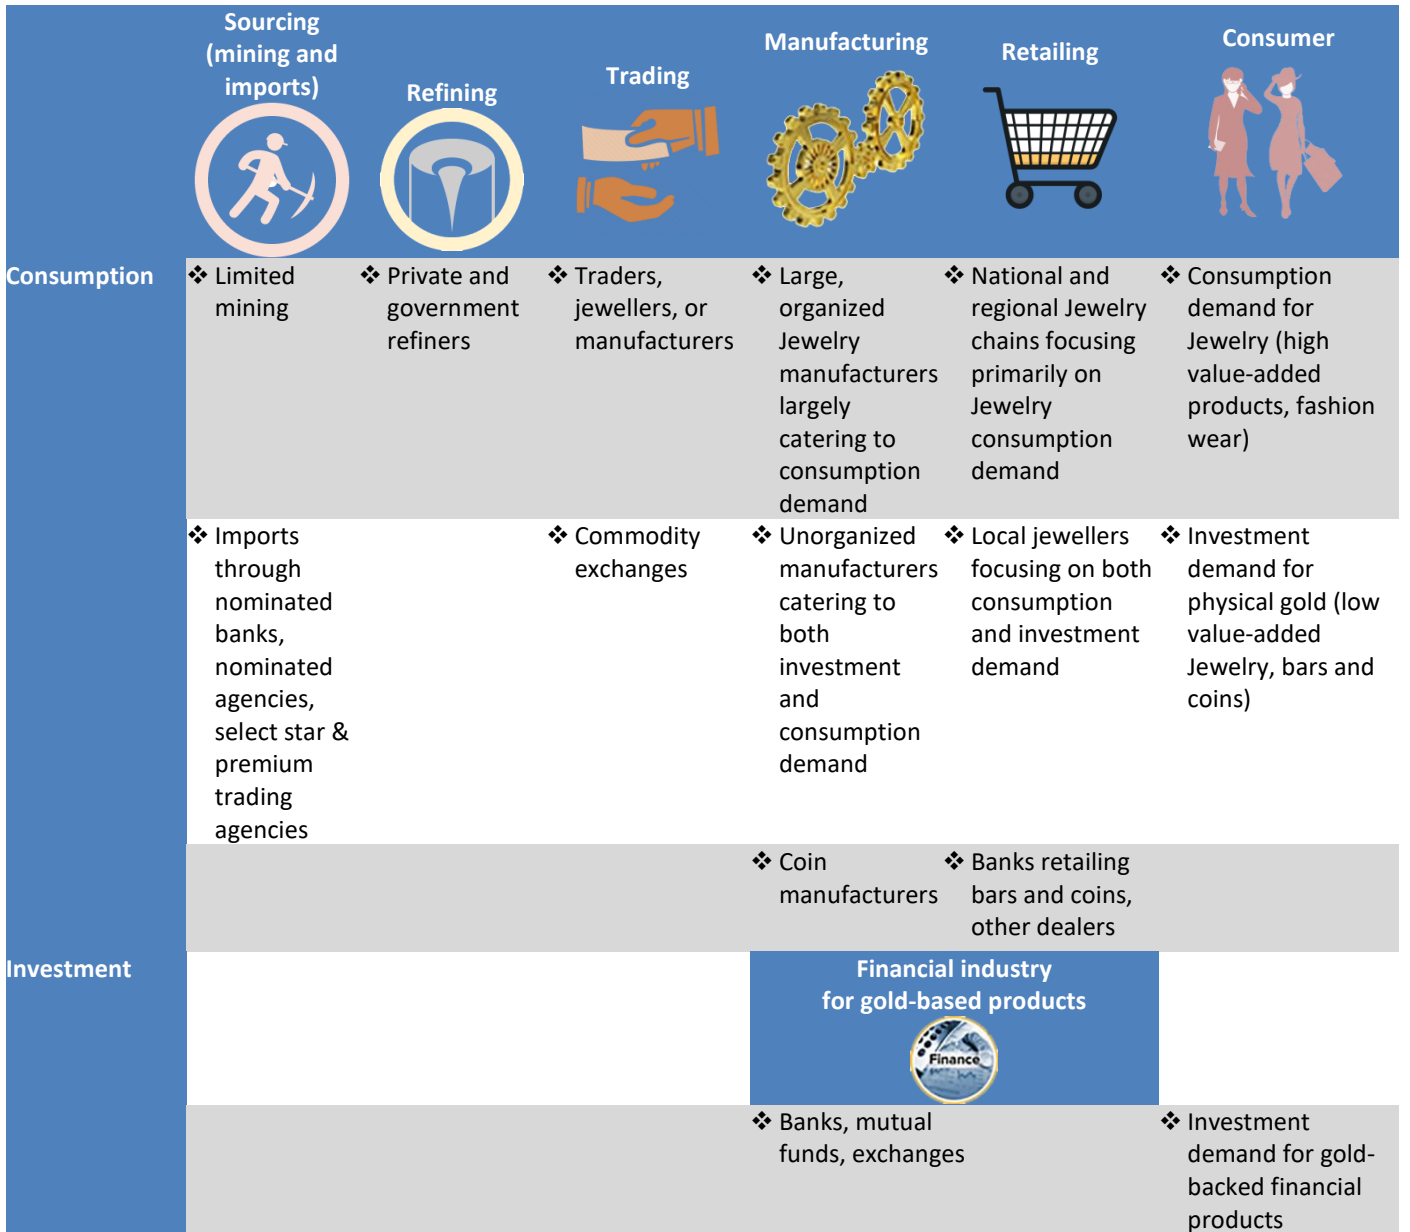 Sourcing
(mining and
imports)
Refining
Trading
Manufacturing
Retailing
Consumer
Consumption
❖ Limited
mining
❖ Private and
government
refiners
❖ Traders,
jewellers, or
manufacturers
❖ Large,
organized
Jewelry
manufacturers
largely
catering to
consumption
demand
❖ National and
regional Jewelry
chains focusing
primarily on
Jewelry
consumption
demand
❖ Consumption
demand for
Jewelry (high
value-added
products, fashion
wear)
❖ Imports
through
nominated
banks,
nominated
agencies,
select star &
premium
trading
agencies
❖ Commodity
exchanges
❖ Unorganized
manufacturers
catering to
both
investment
and
consumption
demand
❖ Local jewellers
focusing on both
consumption
and investment
demand
❖ Investment
demand for
physical gold (low
value-added
Jewelry, bars and
coins)
❖ Coin
manufacturers
❖ Banks retailing
bars and coins,
other dealers
Investment
Financial industry
for gold-based products
Finance
❖ Banks, mutual
funds, exchanges
❖ Investment
demand for gold-
backed financial
products